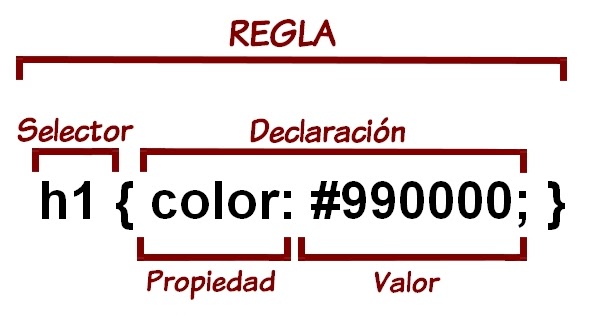 REGLA
Selector Declaración
h1 { color: #990000; }
Propiedad Valor